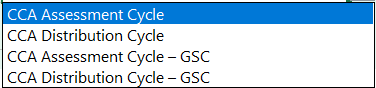 CCA Assessment Cycle
CCA Distribution Cycle
CCA Assessment Cycle – GSC
CCA Distribution Cycle – GSC